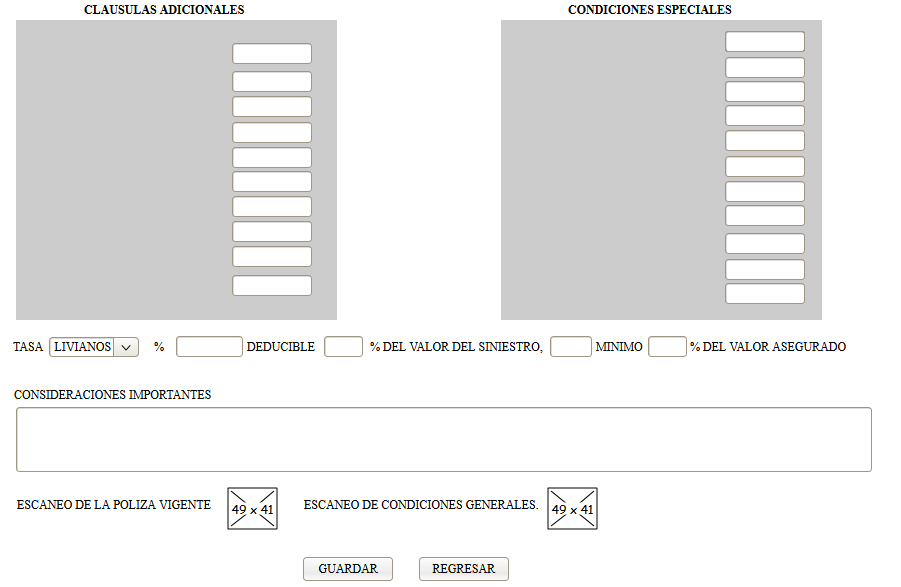 CLAUSULAS ADICIONALES CONDICIONES ESPECIALES
TASA LIVIANOS % DEDUCIBLE % DEL VALOR DEL SINIESTRO, MINIMO % DEL VALOR ASEGURADO
CONSIDERACIONES IMPORTANTES
ESCANEO DE LA POLIZA VIGENTE 49 x 41 ESCANEO DE CONDICIONES GENERALES. 49 x 41
GUARDAR REGRESAR